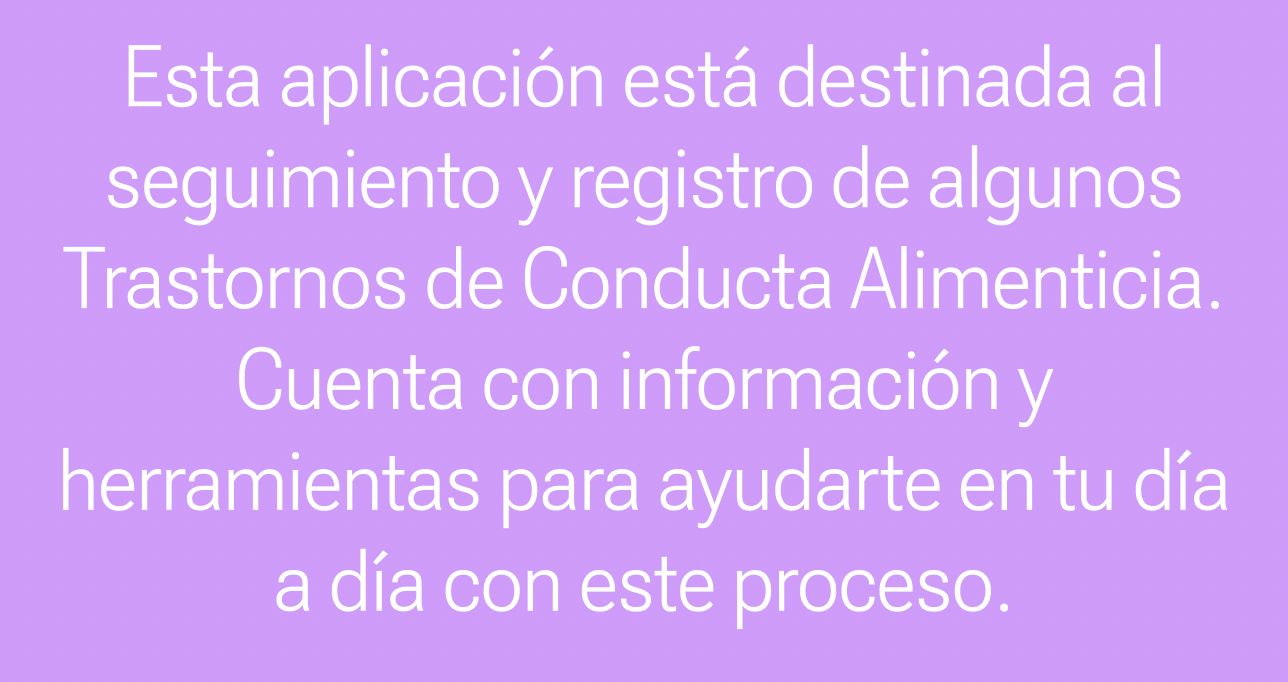 Esta aplicación está destinada al
seguimiento y registro de algunos
Trastornos de Conducta Alimenticia.
Cuenta con información y
herramientas para ayudarte en tu día
a día con este proceso.